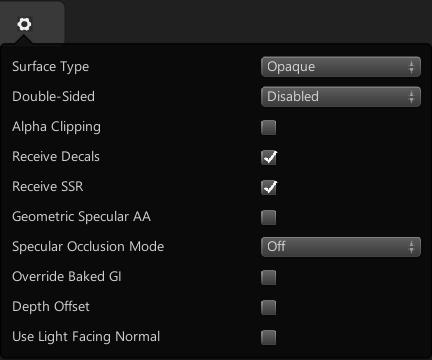 Surface Type Opaque
Double-Sided Disabled
Alpha Clipping
Receive Decals
Receive SSR
Geometric Specular AA
Specular Occlusion Mode Off
Override Baked GI
Depth Offset
Use Light Facing Normal